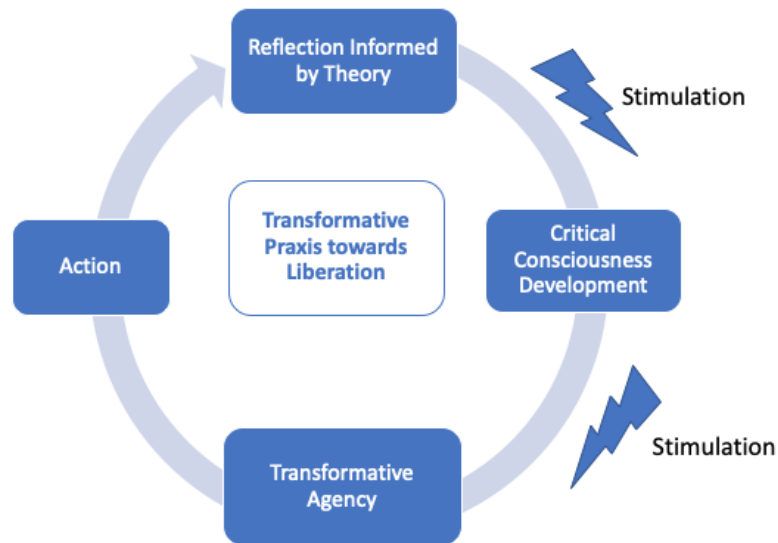 Reflection Informed
by Theory
Stimulation
Critical
Consciousness
Development
Transformative
Praxis towards
Liberation
Action
Stimulation
Transformative
Agency